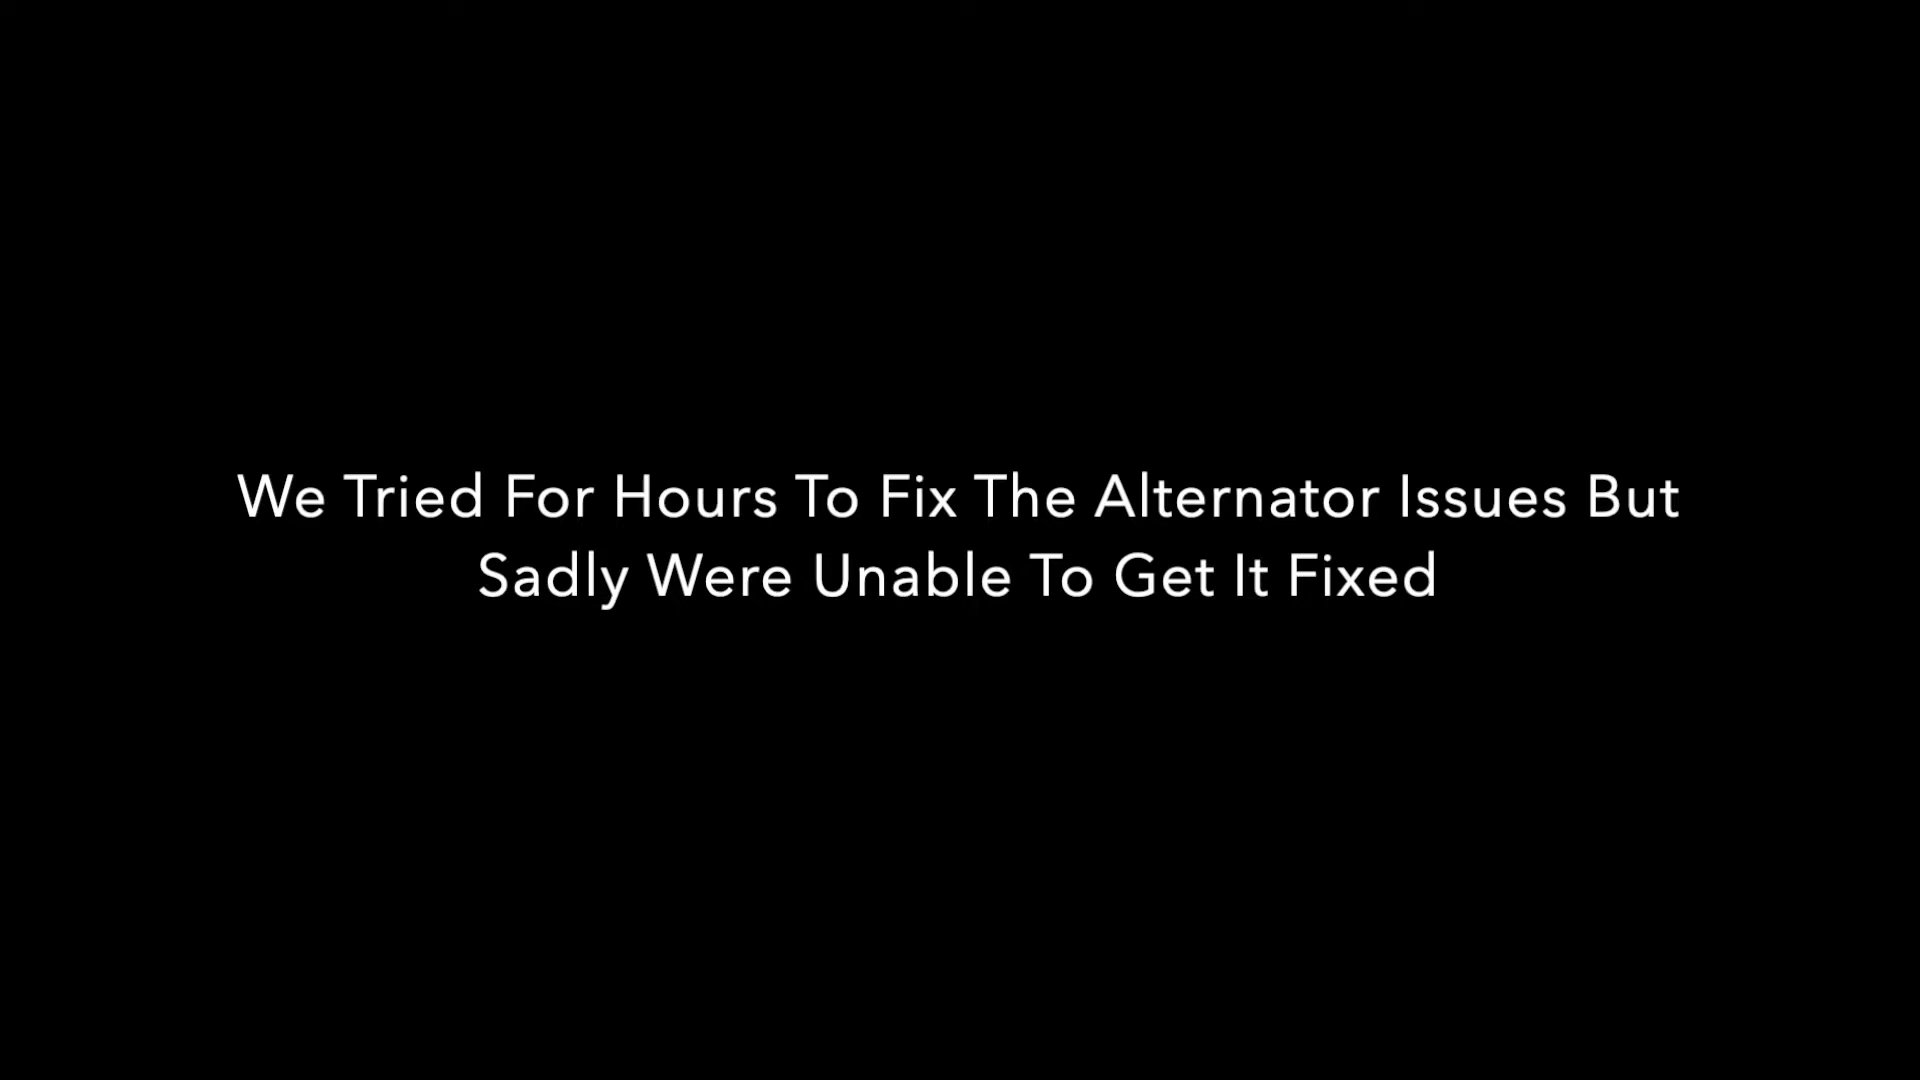 We Tried For Hours To Fix The Alternator Issues But
Sadly Were Unable To Get It Fixed